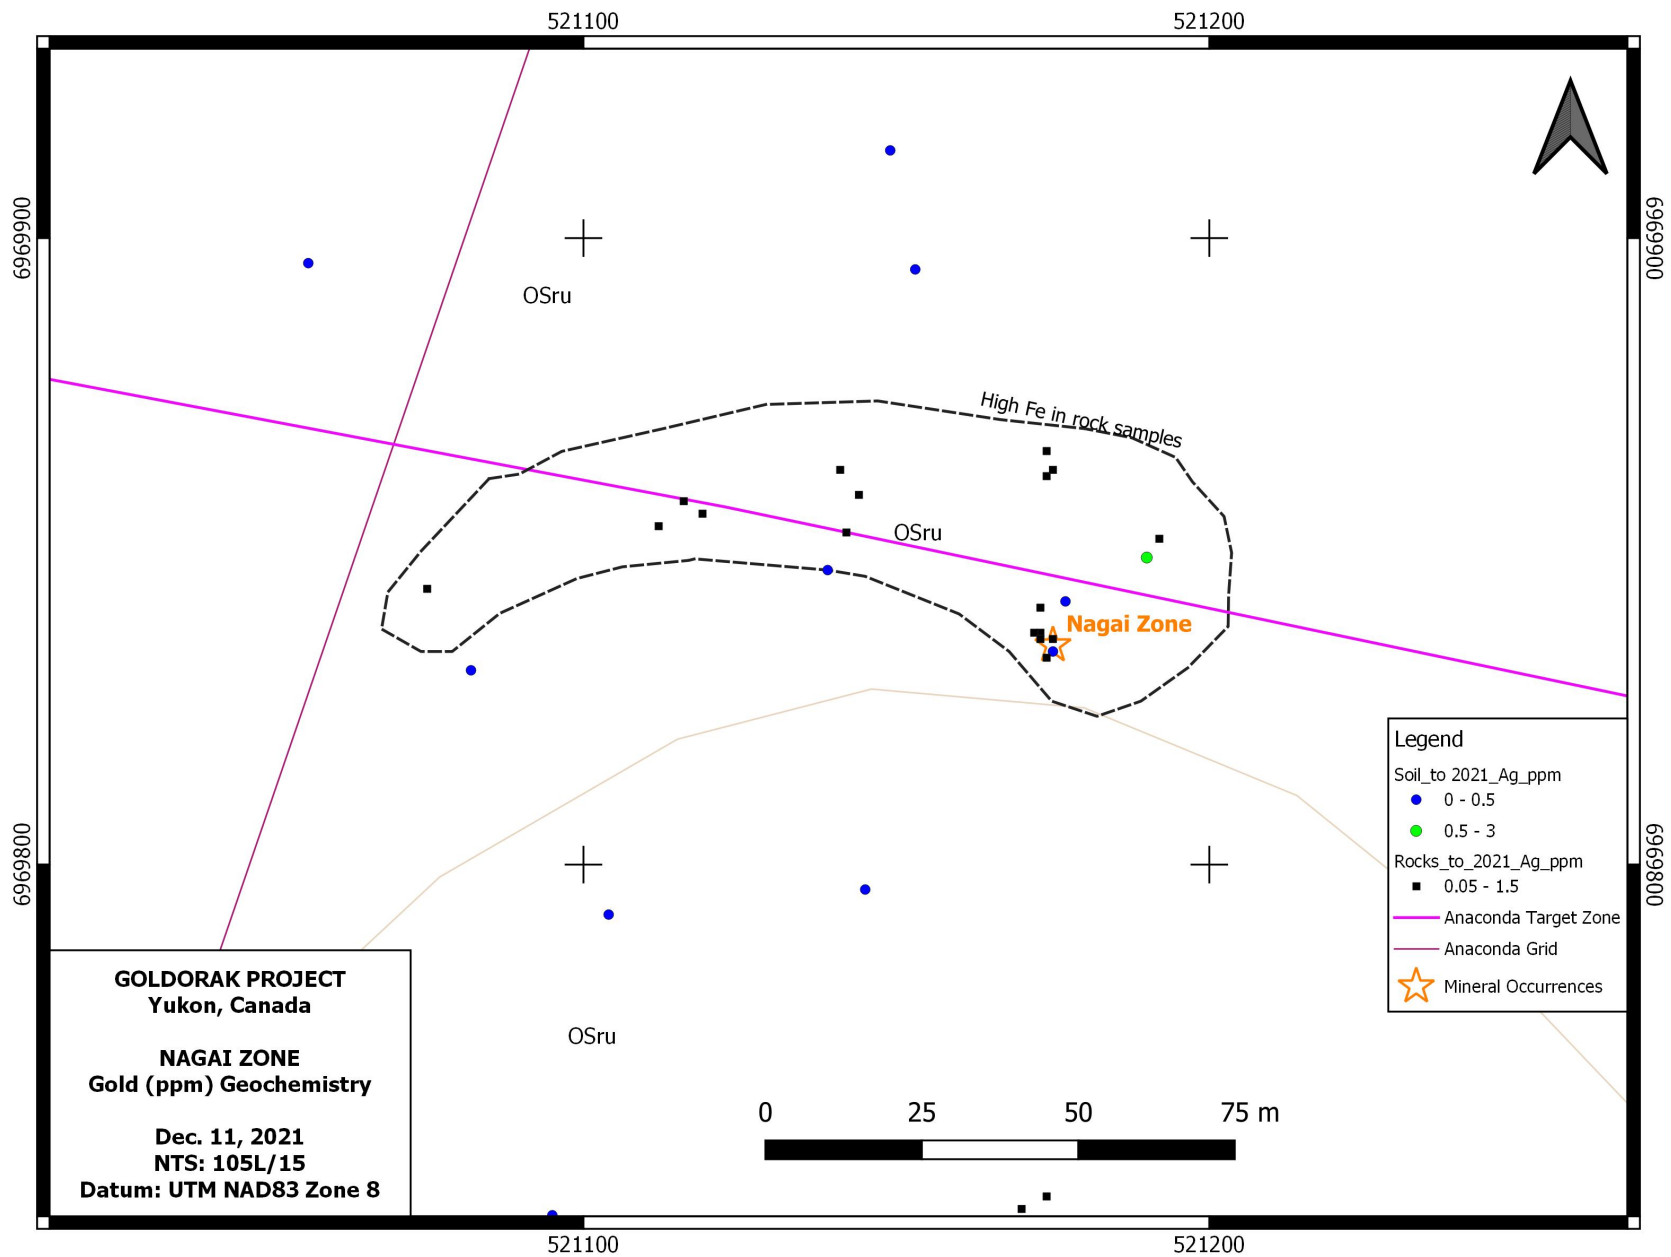 521100
521200
6969900
6969900
OSru
High Fe in rock samples
OSru
Nagai Zone
Legend
Soil_to 2021_Ag_ppm
0 - 0.5
0.5 - 3
Rocks_to_2021_Ag_ppm
0.05 - 1.5
Anaconda Target Zone
Anaconda Grid
Mineral Occurrences
6969800
6969800
GOLDORAK PROJECT
Yukon, Canada
NAGAI ZONE
Gold (ppm) Geochemistry
Dec. 11, 2021
NTS: 105L/15
Datum: UTM NAD83 Zone 8
OSru
0 25 50 75 m
521100
521200